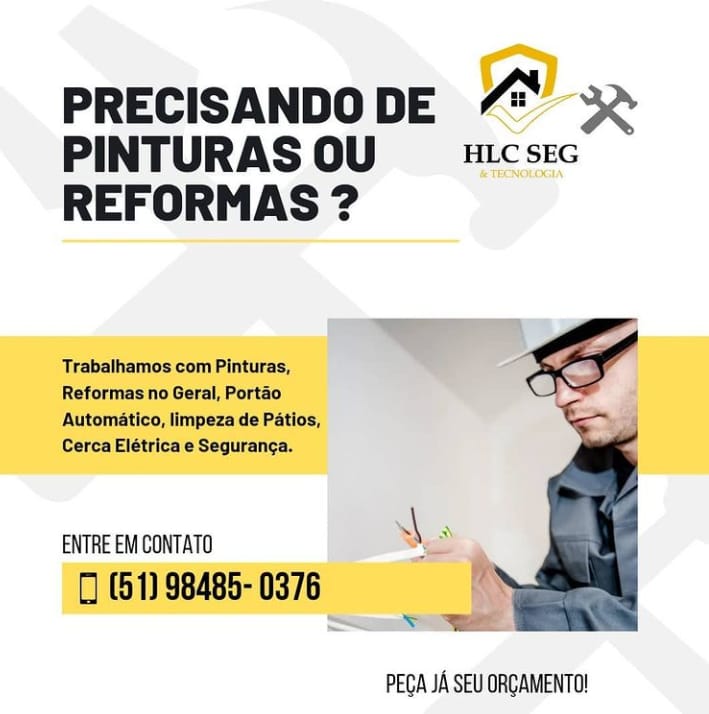 PRECISANDO DE
PINTURAS OU
REFORMAS ?
HLC SEG
& TECNOLOGIA
Trabalhamos com Pinturas,
Reformas no Geral, Portão
Automático, limpeza de Pátios,
Cerca Elétrica e Segurança.
ENTRE EM CONTATO
(51) 98485- 0376
PEÇA JÁ SEU ORÇAMENTO!